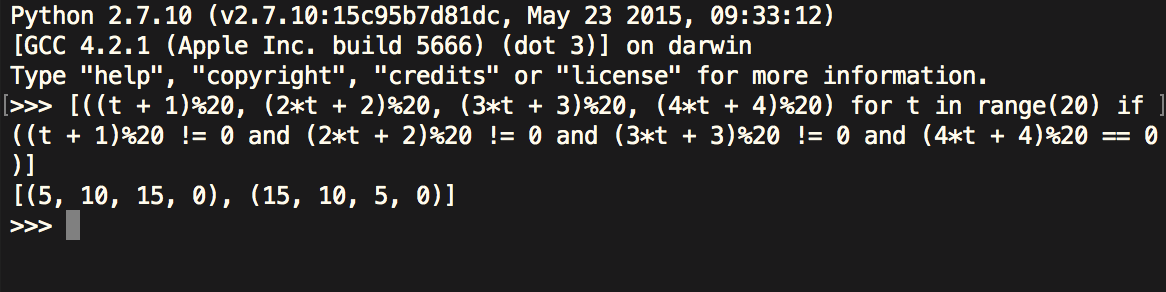 Python 2.7.10 (v2.7.10:15c95b7d81dc, May 23 2015, 09:33:12)
[GCC 4.2.1 (Apple Inc. build 5666) (dot 3)] on darwin
Type "help", "copyright", "credits" or "license" for more information.
[>>> [((t + 1)%20, (2*t + 2)%20, (3*t + 3)%20, (4*t + 4)%20) for t in range(20) if ]
((t + 1)%20 != 0 and (2*t + 2)%20 != 0 and (3*t + 3)%20 != 0 and (4*t + 4)%20 == 0
)]
[(5, 10, 15, 0), (15, 10, 5, 0)]
>>>